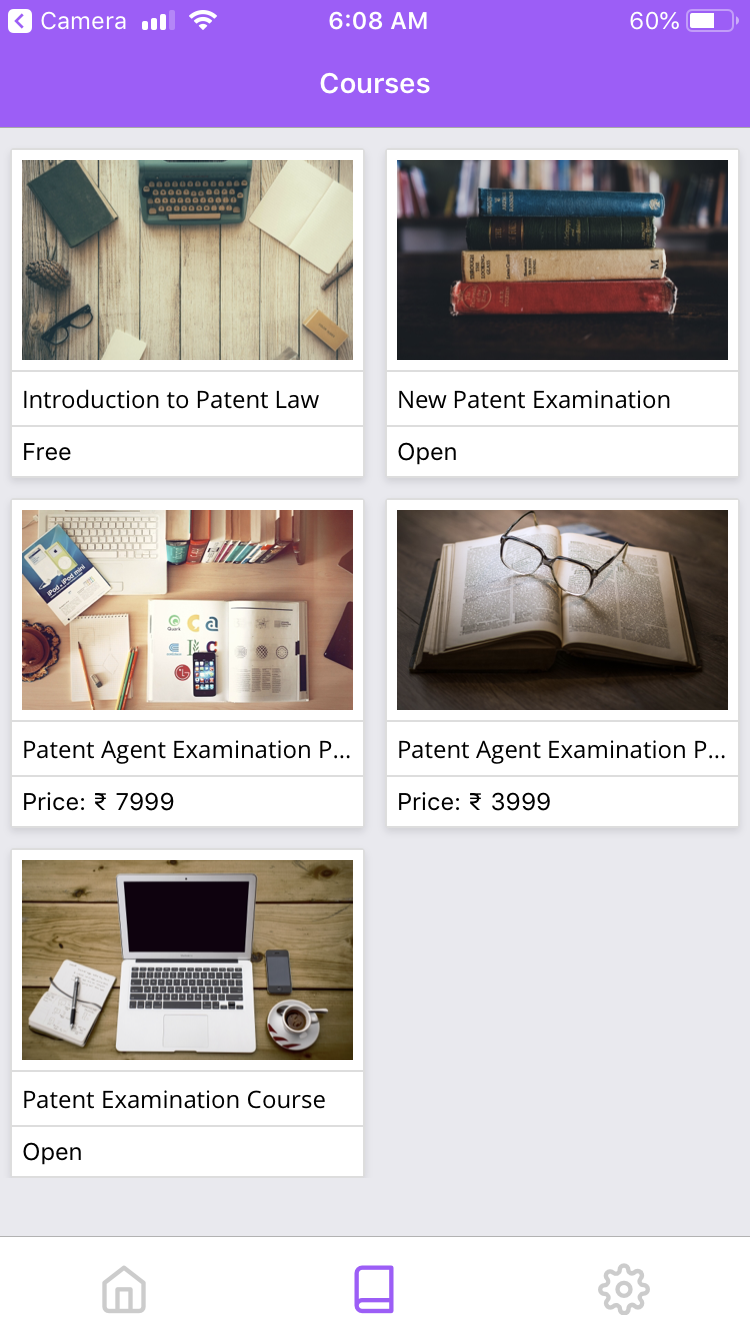 Camera 6:08 AM 60%
Courses
Introduction to Patent Law
Free
New Patent Examination
Open
Patent Agent Examination P...
Price: ₹ 7999
Patent Agent Examination P...
Price: ₹ 3999
Patent Examination Course
Open